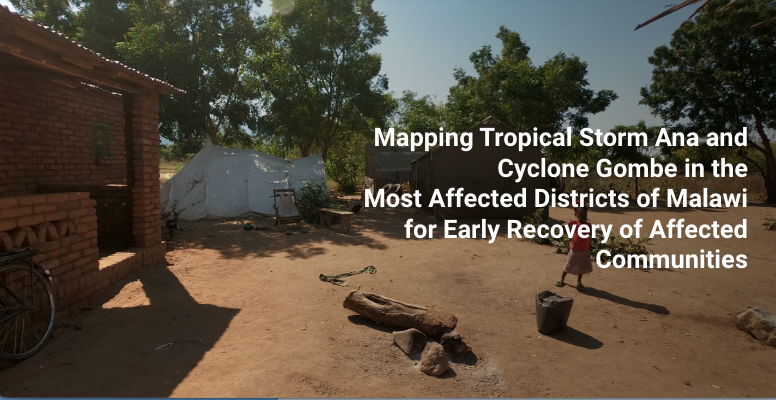 Mapping Tropical Storm Ana and
Cyclone Gombe in the
Most Affected Districts of Malawi
for Early Recovery of Affected
Communities